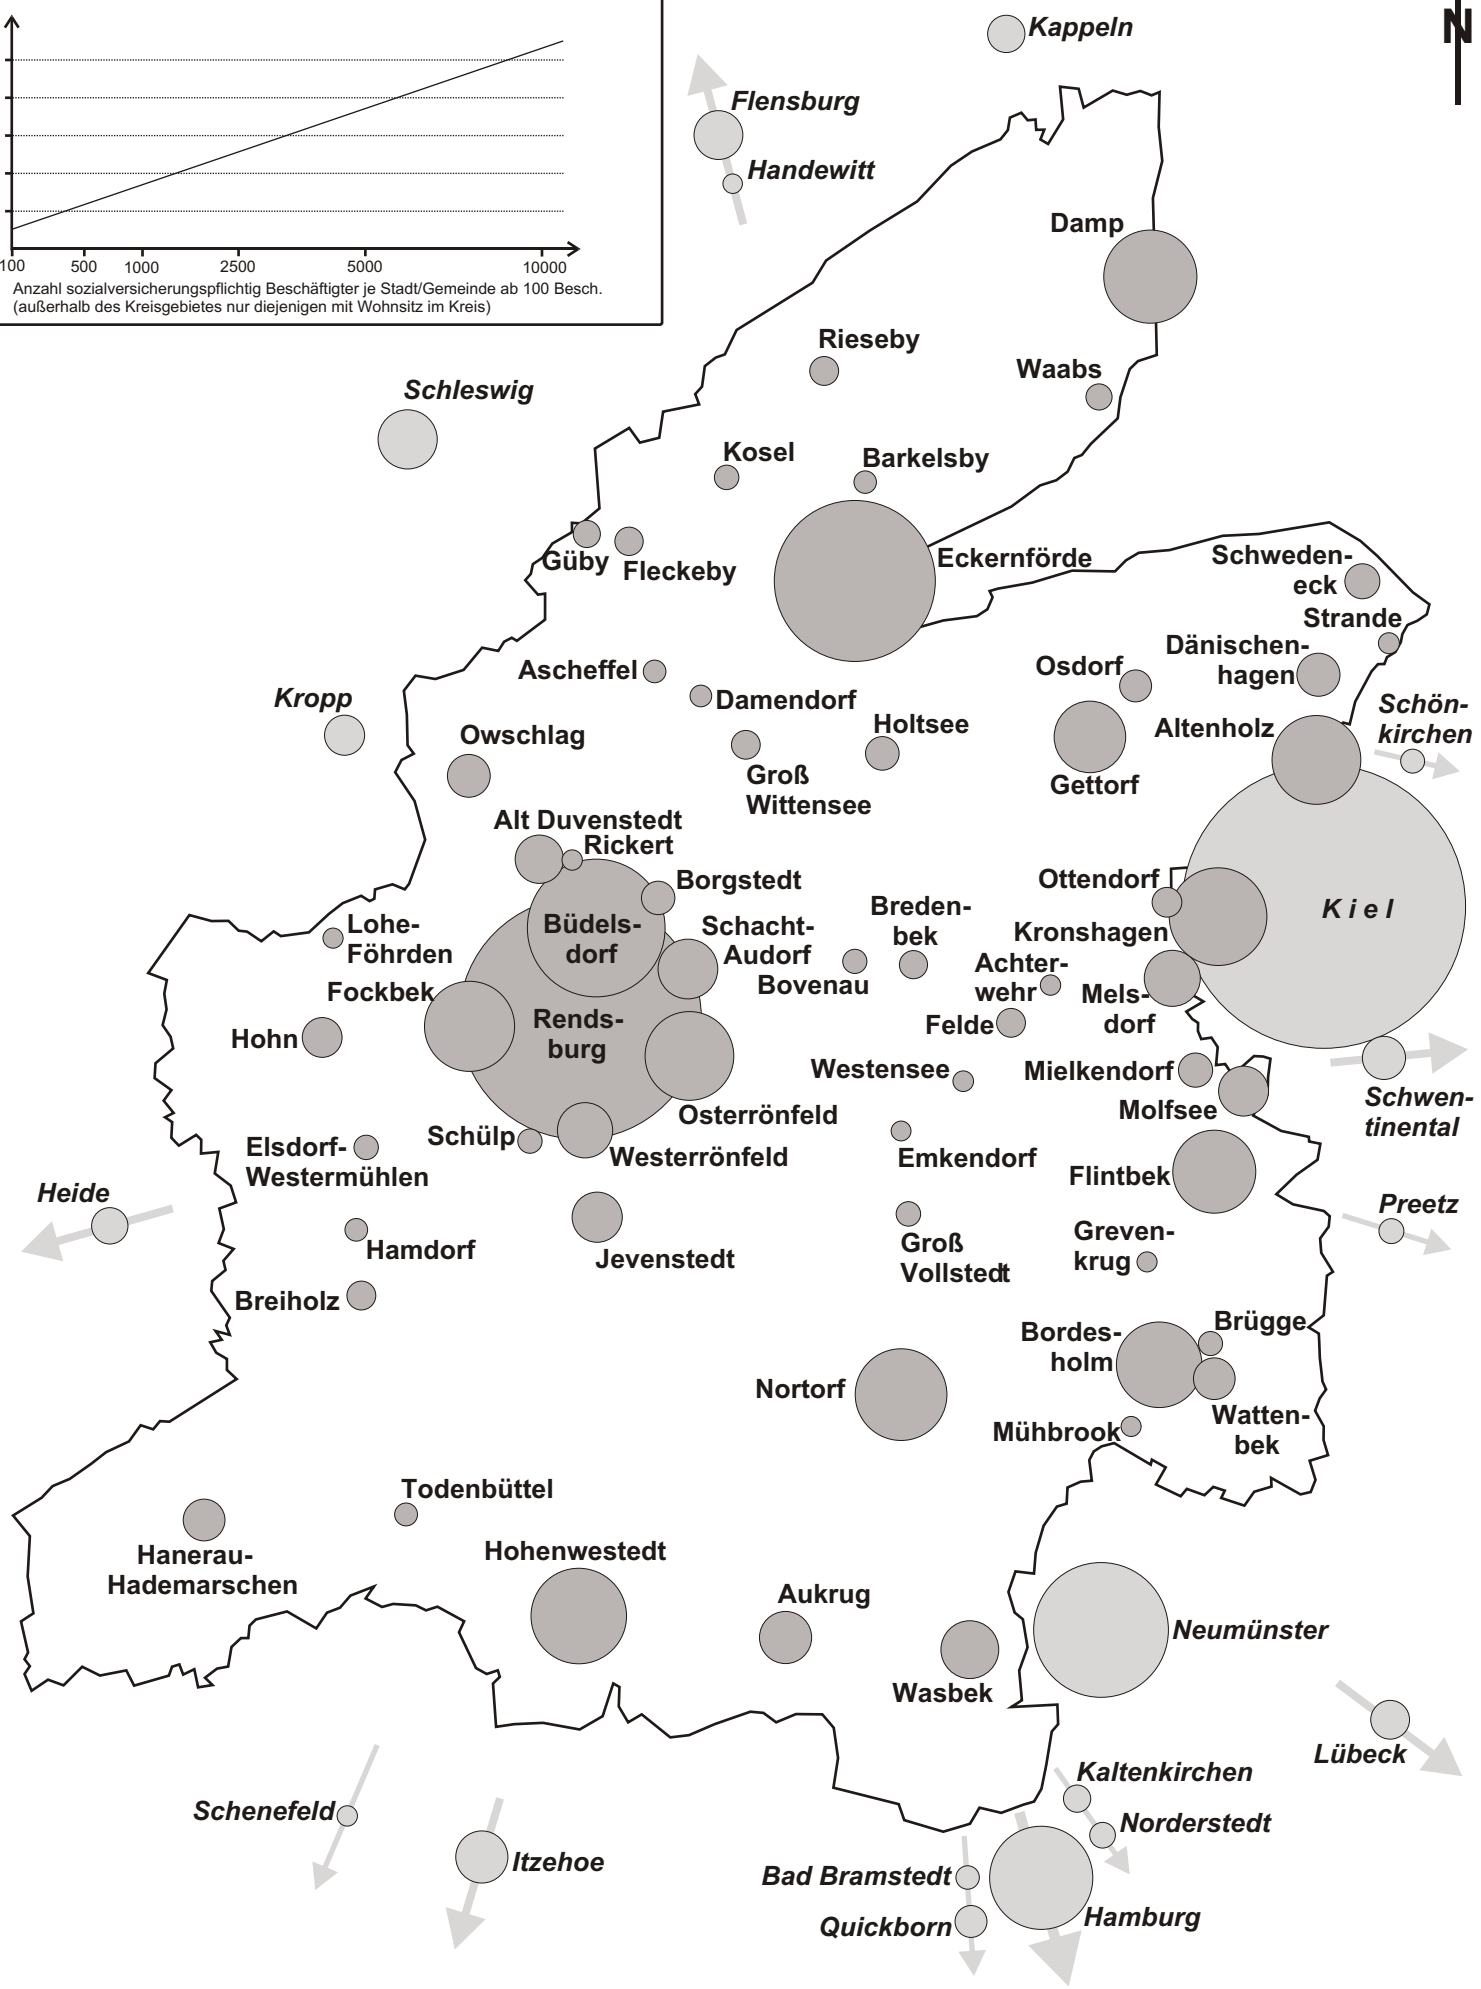 100
500
1000
2500
5000
10000
Anzahl sozialversicherungspflichtig Beschäftigter je Stadt/Gemeinde ab 100 Besch.
(außerhalb des Kreisgebietes nur diejenigen mit Wohnsitz im Kreis)
N
Kappeln
Flensburg
Handewitt
Damp
Rieseby
Waabs
Schleswig
Kosel
Barkelsby
Güby
Fleckeby
Eckernförde
Schweden-
eck
Strande
Dänischen-
hagen
Osdorf
Ascheffel
Damendorf
Kropp
Owschlag
Holtsee
Groß
Wittensee
Gettorf
Altenholz
Schön-
kirchen
Alt Duvenstedt
Rickert
Borgstedt
Büdels-
dorf
Schacht-
Audorf
Bovenau
Breden-
bek
Ottendorf
Kronshagen
Kiel
Lohe-
Föhrden
Fockbek
Achter-
wehr
Mels-
dorf
Hohn
Rends-
burg
Felde
Westensee
Mielkendorf
Molfsee
Schwen-
tinental
Osterrönfeld
Schülp
Westerrönfeld
Elsdorf-
Westermühlen
Emkendorf
Flintbek
Heide
Hamdorf
Jevenstedt
Groß
Vollstedt
Greven-
krug
Preetz
Breiholz
Bordes-
holm
Brügge
Nortorf
Watten-
bek
Mühbrook
Todenbüttel
Hanerau-
Hademarschen
Hohenwestedt
Aukrug
Wasbek
Neumünster
Lübeck
Kaltenkirchen
Norderstedt
Schenefeld
Itzehoe
Bad Bramstedt
Quickborn
Hamburg